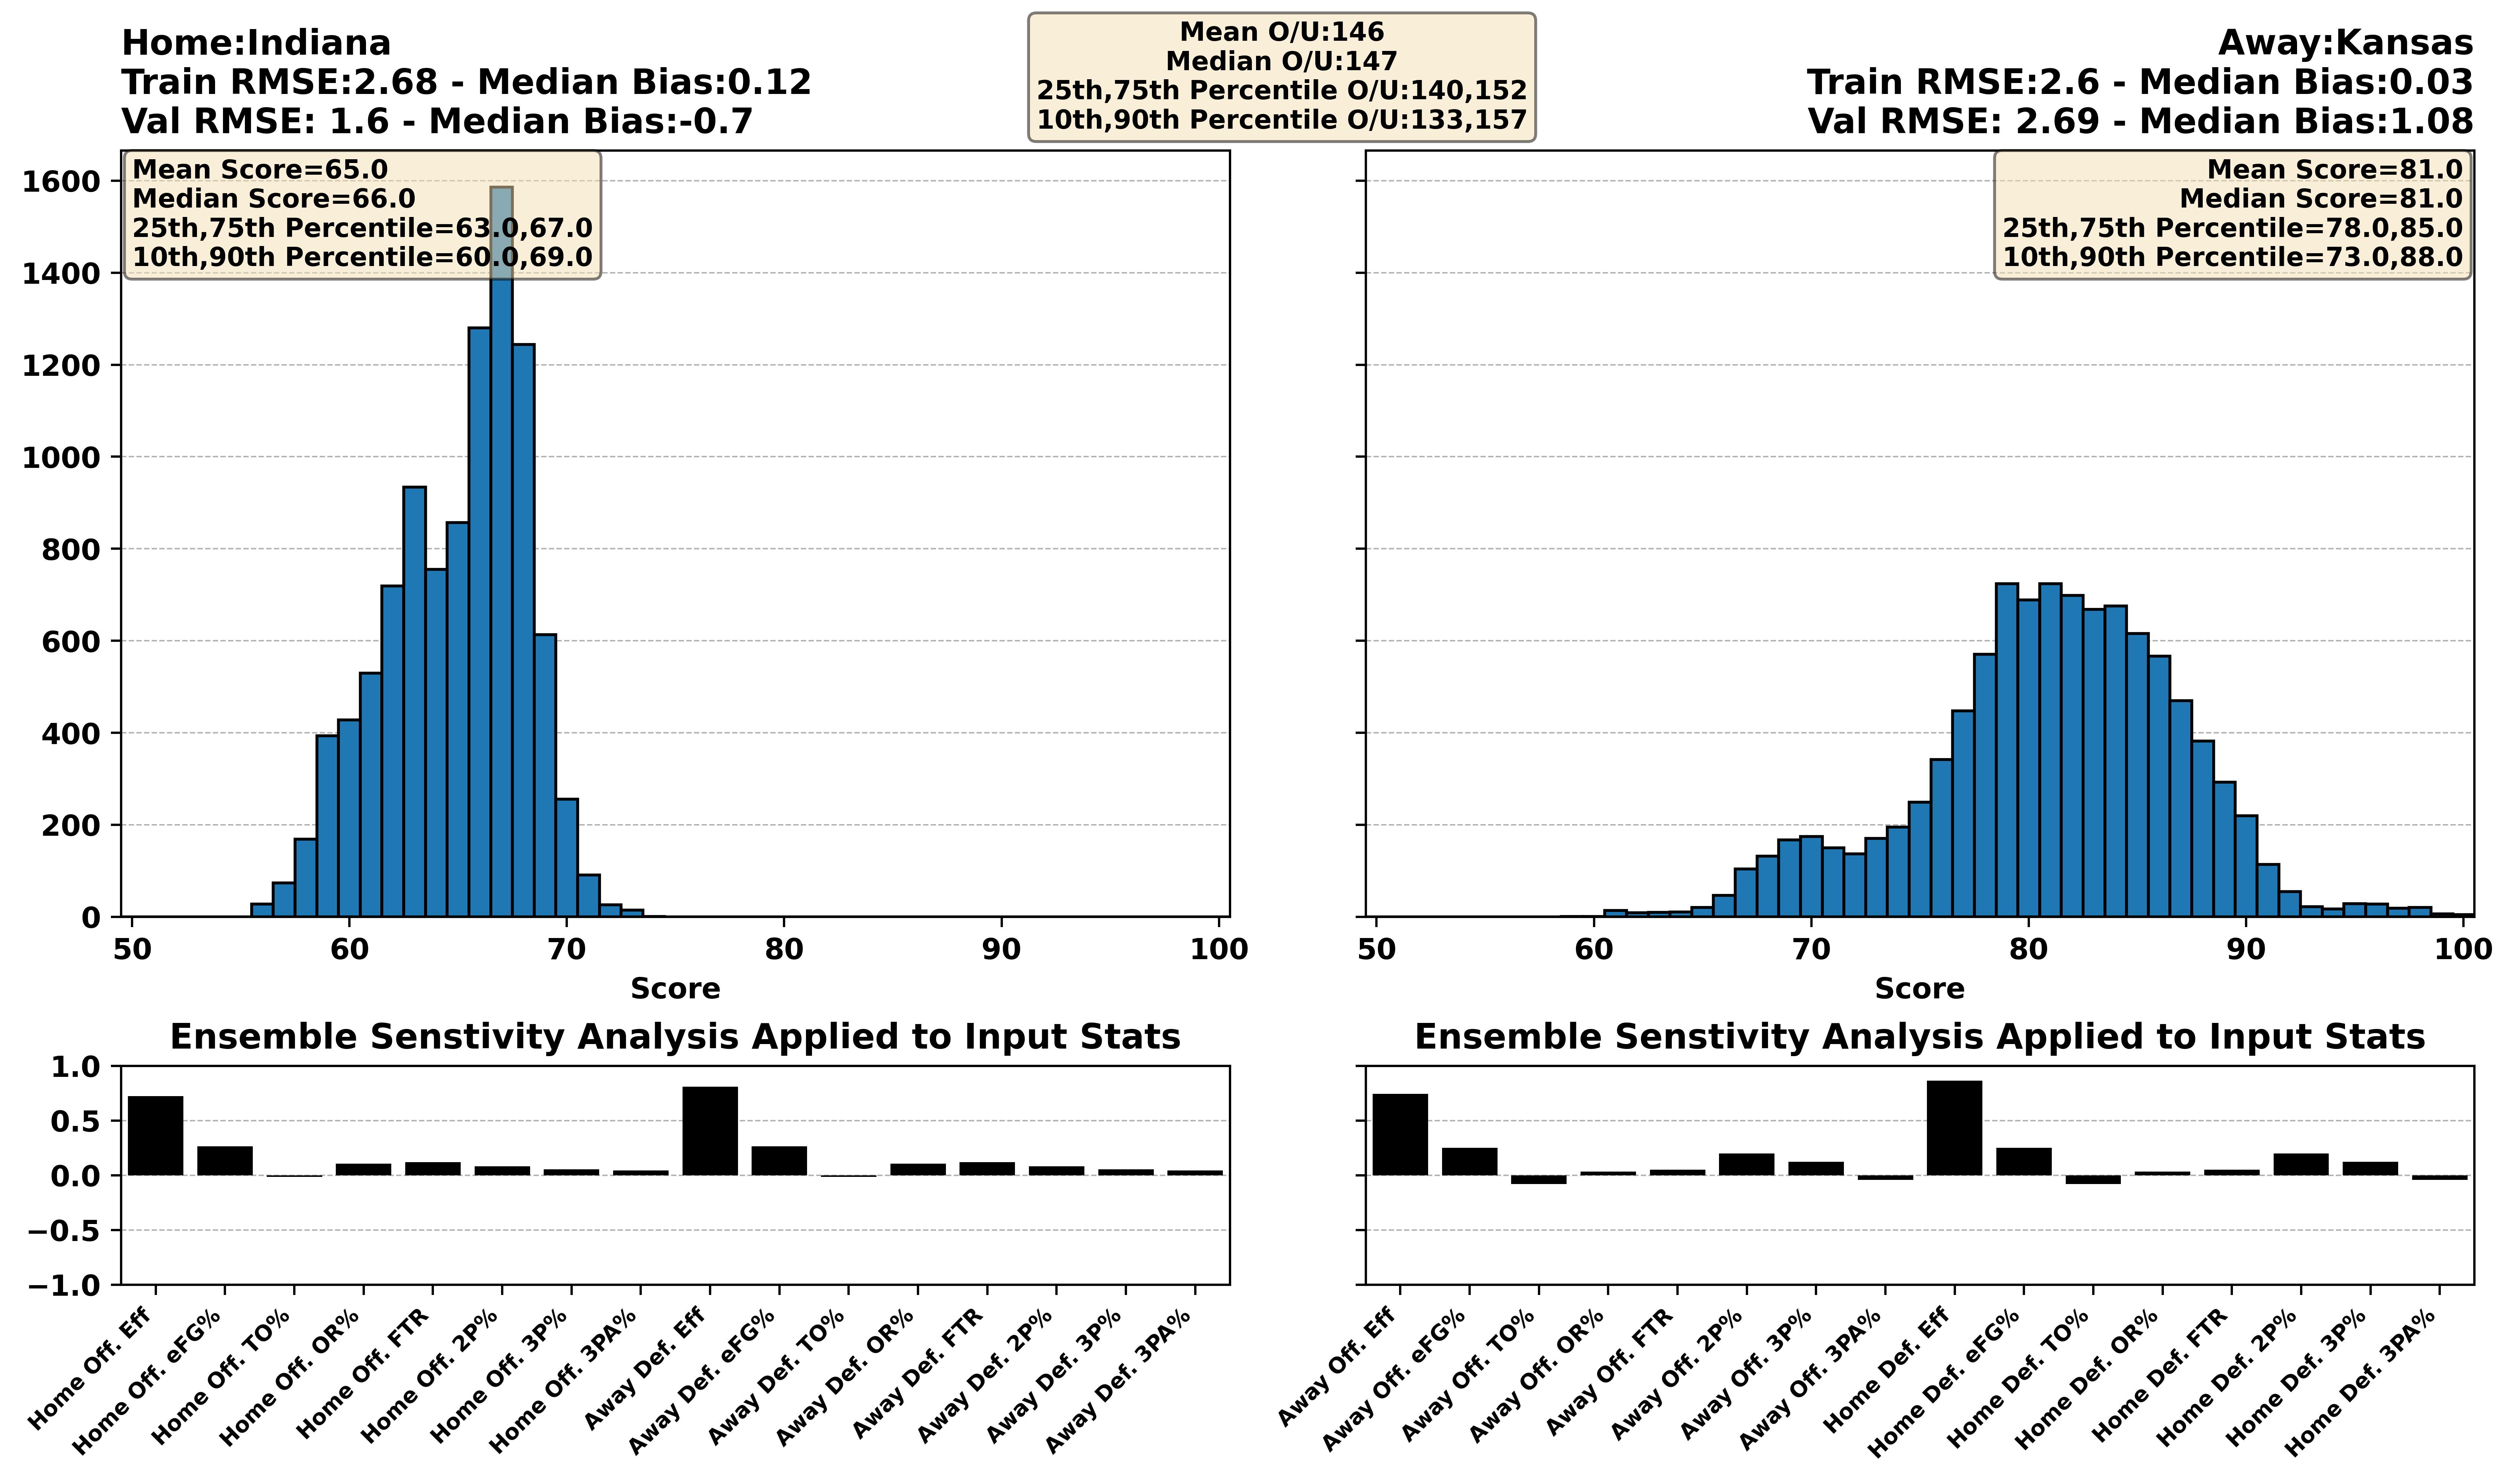 Home:Indiana
Train RMSE:2.68 - Median Bias:0.12
Val RMSE: 1.6 - Median Bias:-0.7
Mean O/U:146
Median O/U:147
25th,75th Percentile O/U:140,152
10th,90th Percentile O/U:133,157
Away:Kansas
Train RMSE:2.6 - Median Bias:0.03
Val RMSE: 2.69 - Median Bias:1.08
Mean Score=65.0
Median Score=66.0
25th,75th Percentile=63.0,67.0
10th,90th Percentile=60.0,69.0
1600
1400
1200
1000
800
600
400
200
0
50 60 70 80 90 100
Score
Mean Score=81.0
Median Score=81.0
25th,75th Percentile=78.0,85.0
10th,90th Percentile=73.0,88.0
50 60 70 80 90 100
Score
Ensemble Senstivity Analysis Applied to Input Stats
1.0
0.5
0.0
−0.5
−1.0
Home Off. Eff
Home Off. eFG%
Home Off. TO%
Home Off. OR%
Home Off. FTR
Home Off. 2P%
Home Off. 3P%
Home Off. 3PA%
Away Def. Eff
Away Def. eFG%
Away Def. TO%
Away Def. OR%
Away Def. FTR
Away Def. 2P%
Away Def. 3P%
Away Def. 3PA%
Ensemble Senstivity Analysis Applied to Input Stats
Away Off. Eff
Away Off. eFG%
Away Off. TO%
Away Off. OR%
Away Off. FTR
Away Off. 2P%
Away Off. 3P%
Away Off. 3PA%
Home Def. Eff
Home Def. eFG%
Home Def. TO%
Home Def. OR%
Home Def. FTR
Home Def. 2P%
Home Def. 3P%
Home Def. 3PA%